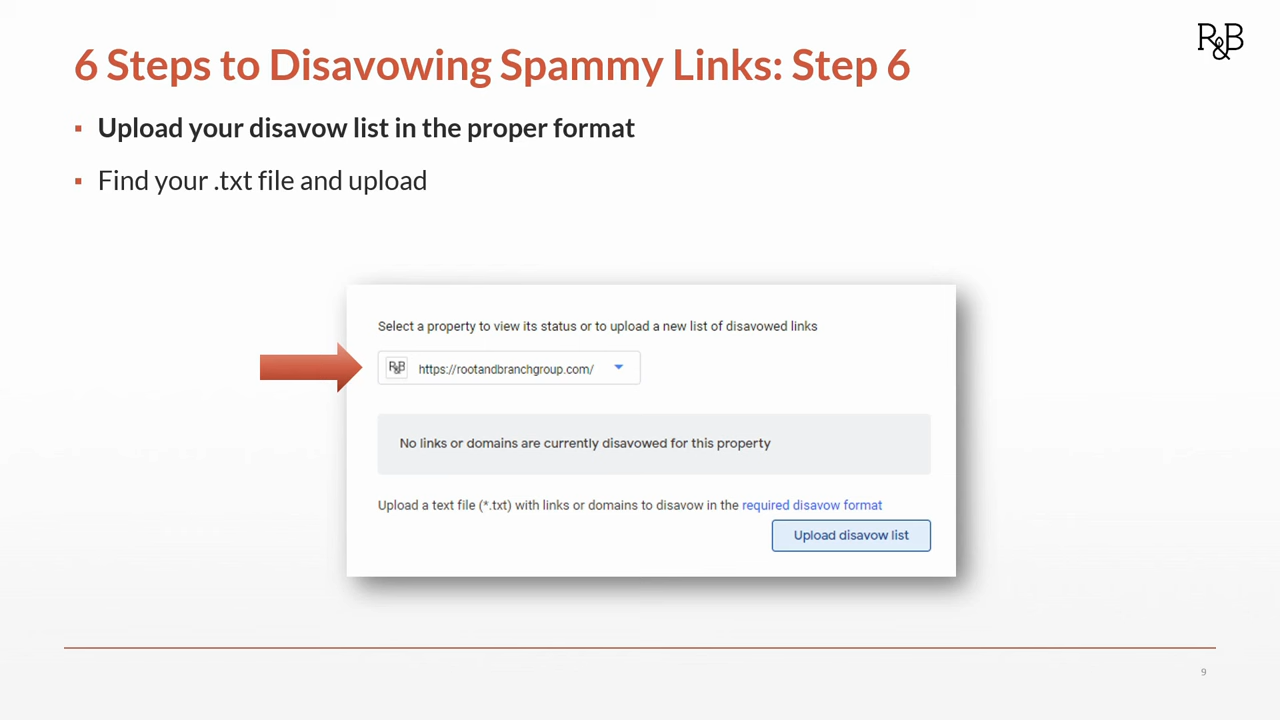 R&B
6 Steps to Disavowing Spammy Links: Step 6
Upload your disavow list in the proper format
Find your .txt file and upload
Select a property to view its status or to upload a new list of disavowed links
R&B https://rootandbranchgroup.com/
No links or domains are currently disavowed for this property
Upload a text file (*.txt) with links or domains to disavow in the required disavow format
Upload disavow list
9